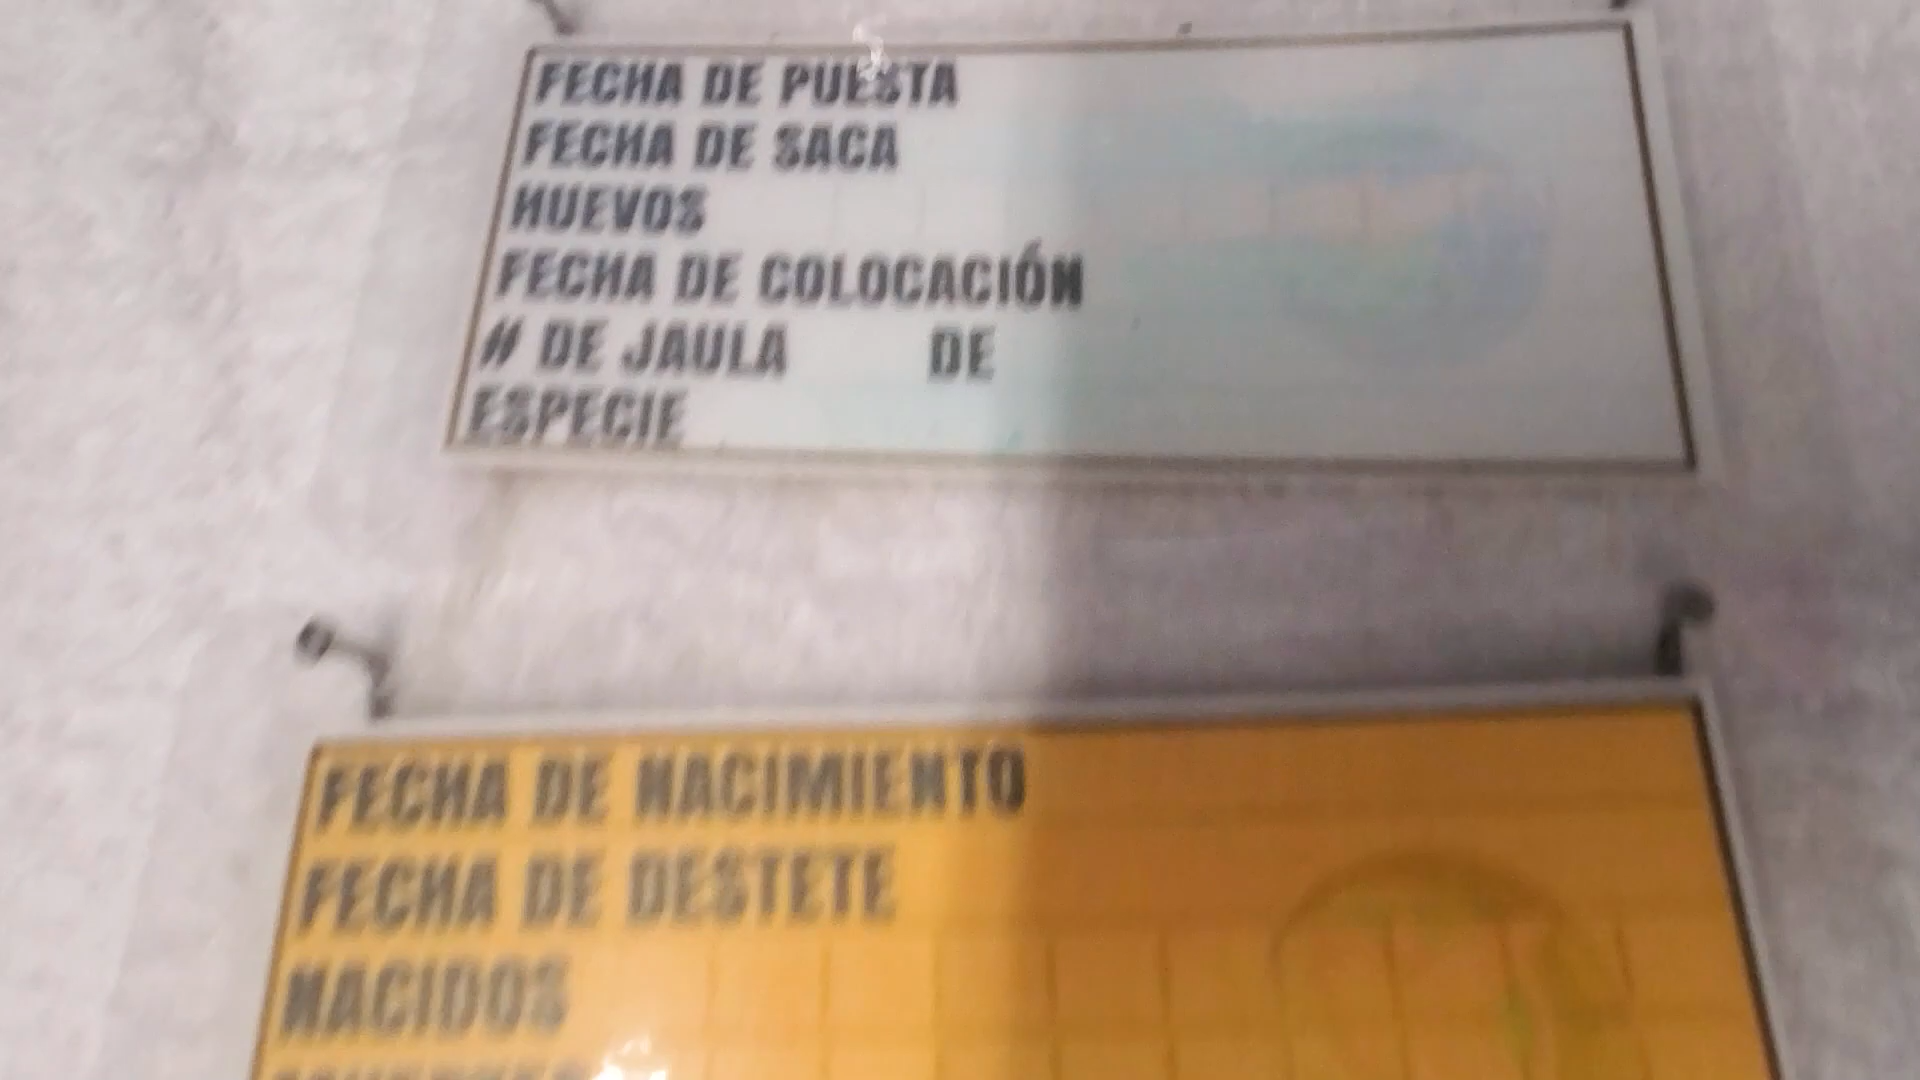 FECHA DE PUESTA
FECHA DE SACA
HUEVOS
FECHA DE COLOCACIÓN
# DE JAULA DE
ESPECIE
FECHA DE NACIMIENTO
FECHA DE DESTETE
NACIDOS